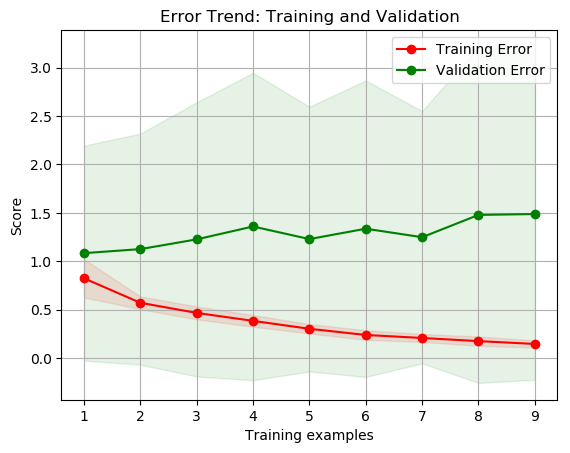 Error Trend: Training and Validation
Training Error
Validation Error
3.0
2.5
2.0
1.5
1.0
0.5
0.0
Score
1 2 3 4 5 6 7 8 9
Training examples